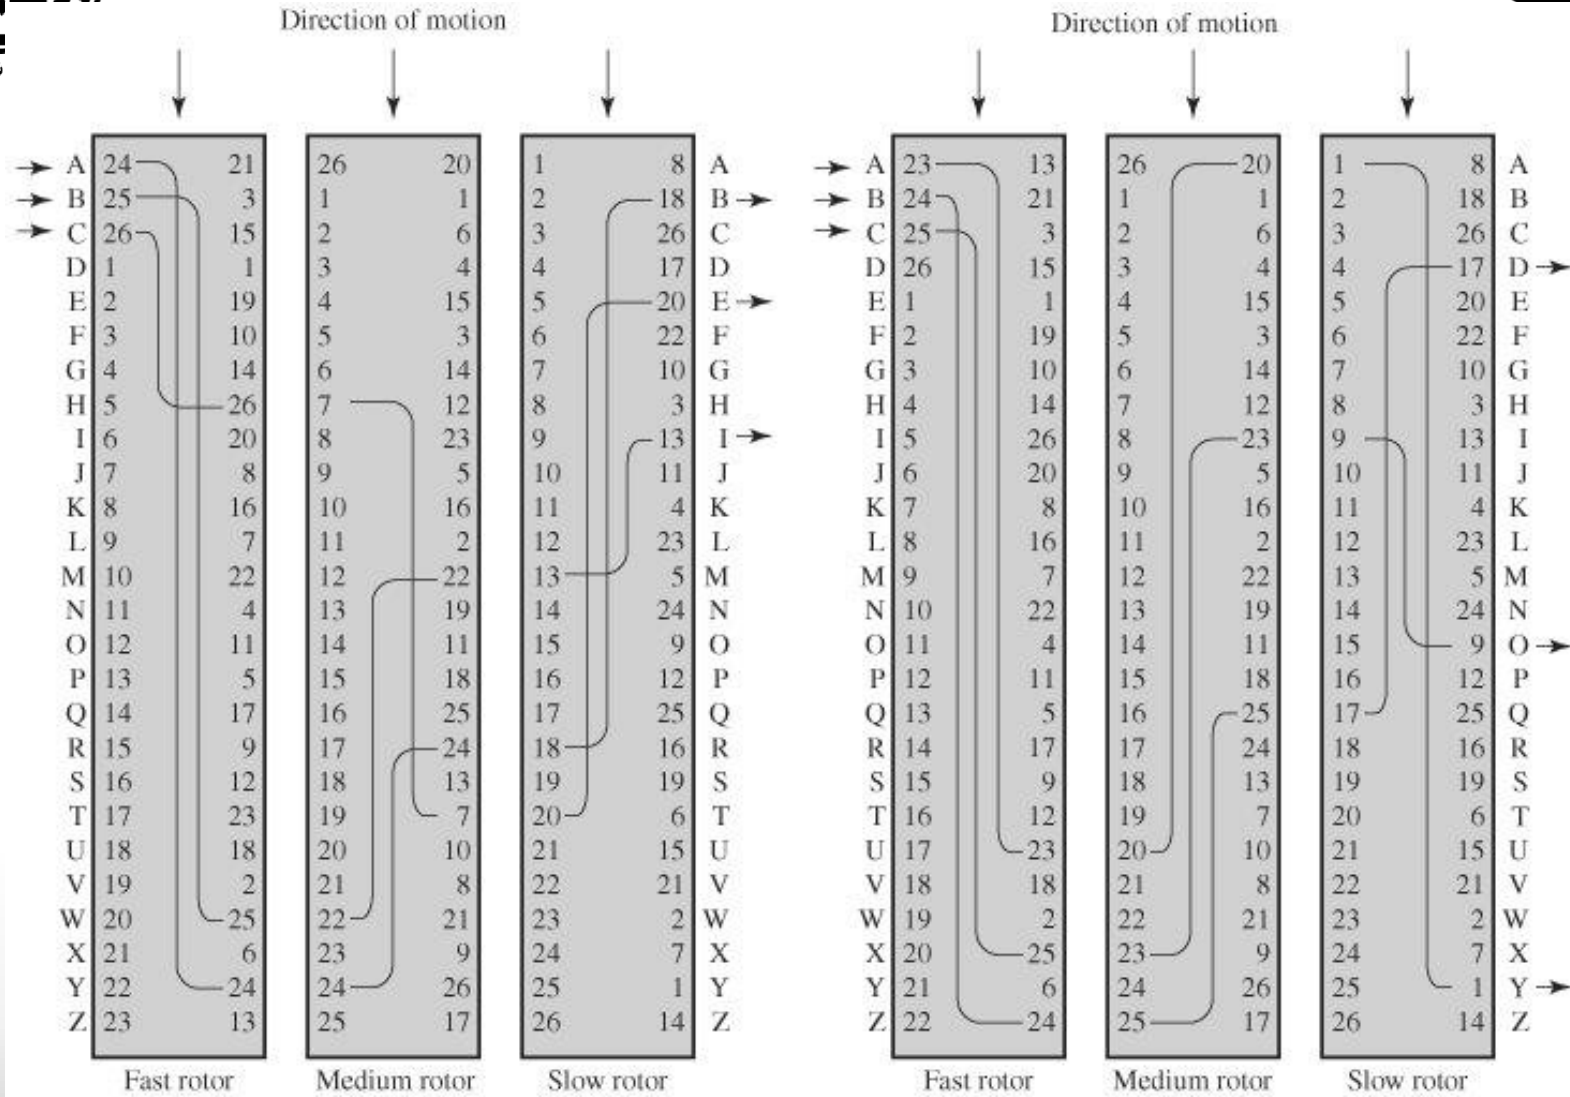 Direction of motion Direction of motion
A 24 21 26 20 1 8 A A 23 13 26 20 1 8 A
B 25 3 1 1 2 18 B B 24 21 1 1 2 18 B
C 26 15 2 6 3 26 C C 25 3 2 6 3 26 C
D 1 1 3 4 4 17 D D 26 15 3 4 4 17 D
E 2 19 4 15 5 20 E E 1 1 4 15 5 20 E
F 3 10 5 3 6 22 F F 2 19 5 3 6 22 F
G 4 14 6 14 7 10 G G 3 10 6 14 7 10 G
H 5 26 7 12 8 3 H H 4 14 7 12 8 3 H
I 6 20 8 23 9 13 I I 5 26 8 23 9 13 I
J 7 8 9 5 10 11 J J 6 20 9 5 10 11 J
K 8 16 10 16 11 4 K K 7 8 10 16 11 4 K
L 9 7 11 2 12 23 L L 8 16 11 2 12 23 L
M 10 22 12 22 13 5 M M 9 7 12 22 13 5 M
N 11 4 13 19 14 24 N N 10 22 13 19 14 24 N
O 12 11 14 11 15 9 O O 11 4 14 11 15 9 O
P 13 5 15 18 16 12 P P 12 11 15 18 16 12 P
Q 14 17 16 25 17 25 Q Q 13 5 16 25 17 25 Q
R 15 9 17 24 18 16 R R 14 17 17 24 18 16 R
S 16 12 18 13 19 19 S S 15 9 18 13 19 19 S
T 17 23 19 7 20 6 T T 16 12 19 7 20 6 T
U 18 18 20 10 21 15 U U 17 23 20 10 21 15 U
V 19 2 21 8 22 21 V V 18 18 21 8 22 21 V
W 20 25 22 21 23 2 W W 19 2 22 21 23 2 W
X 21 6 23 9 24 7 X X 20 25 23 9 24 7 X
Y 22 24 24 26 25 1 Y Y 21 6 24 26 25 1 Y
Z 23 13 25 17 26 14 Z Z 22 24 25 17 26 14 Z
Fast rotor Medium rotor Slow rotor Fast rotor Medium rotor Slow rotor